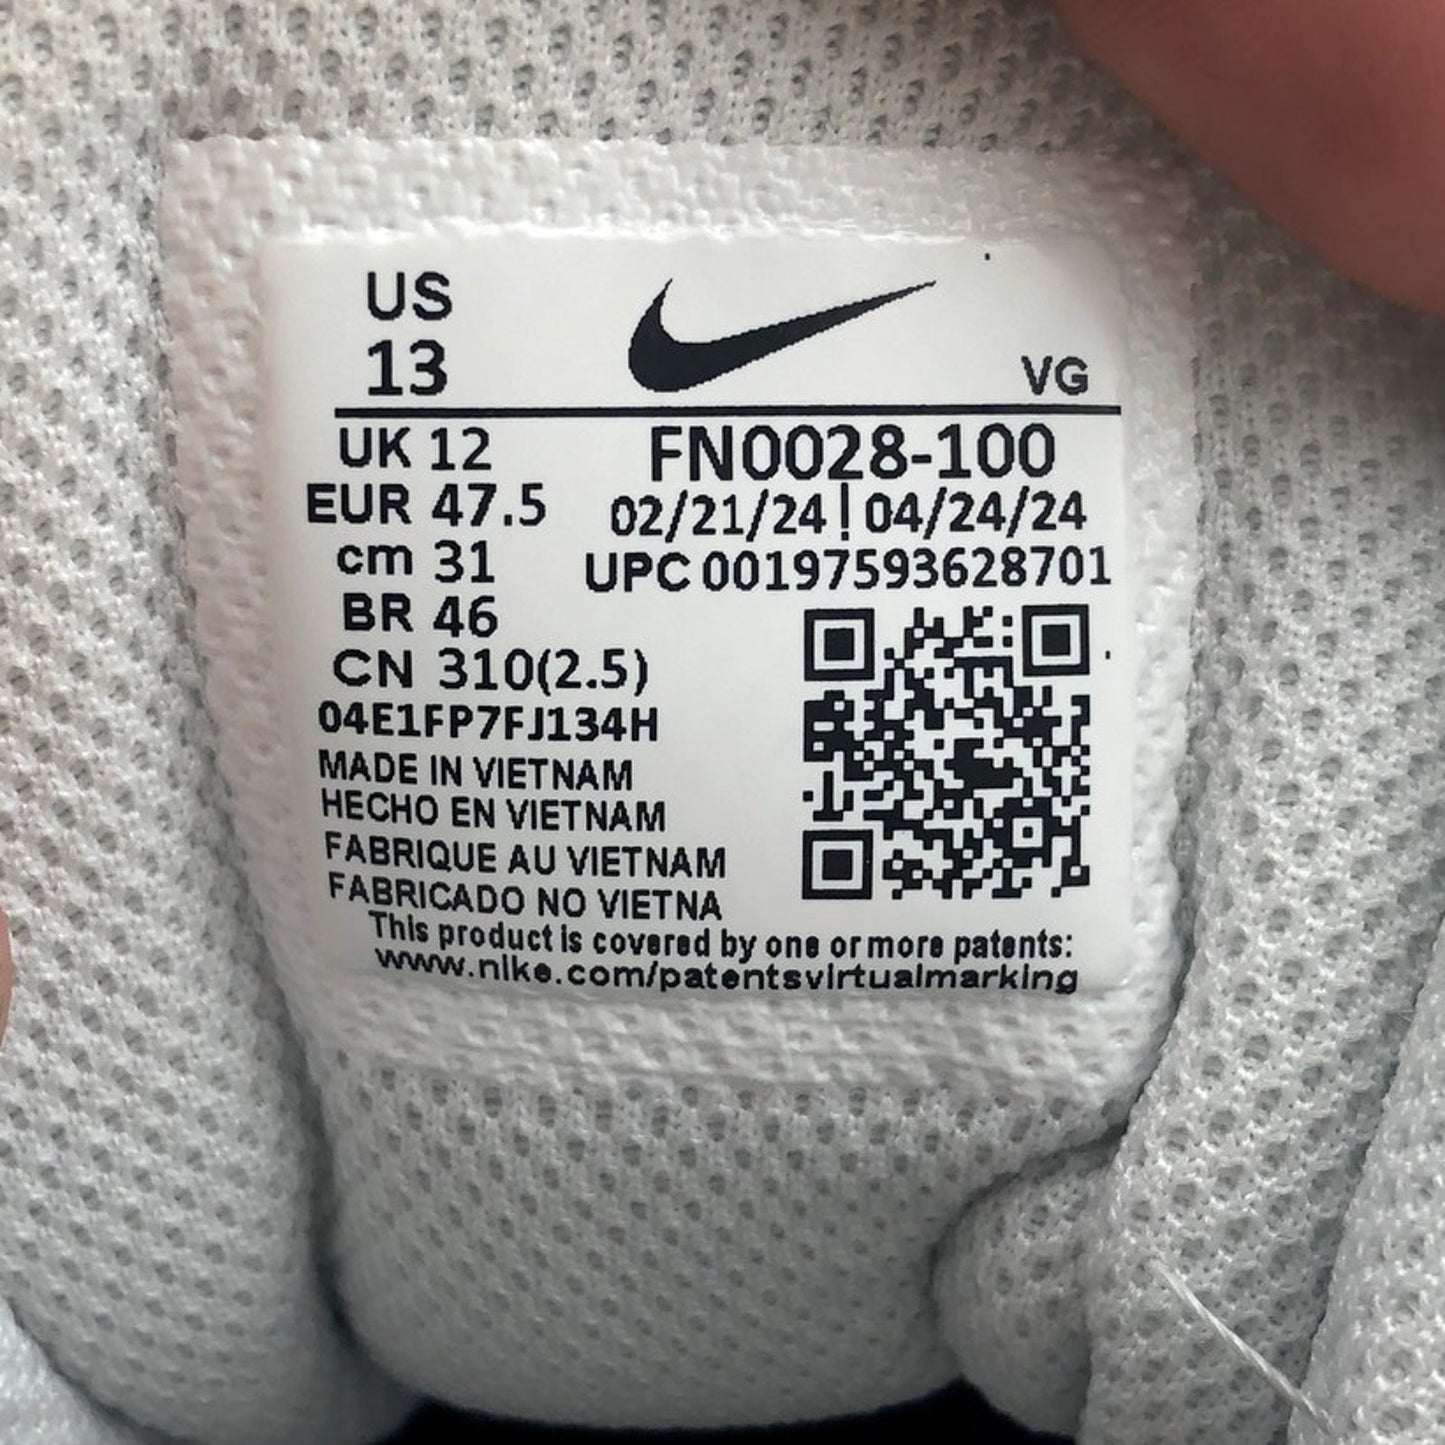 US
13
VG
UK 12
EUR 47.5
cm 31
BR 46
CN 310(2.5)
04E1FP7FJ134H
FN0028-100
02/21/24|04/24/24
UPC 00197593628701
MADE IN VIETNAM
HECHO EN VIETNAM
FABRIQUE AU VIETNAM
FABRICADO NO VIETNA
This product is covered by one or more patents:
www.nike.com/patentsvirtualmarking